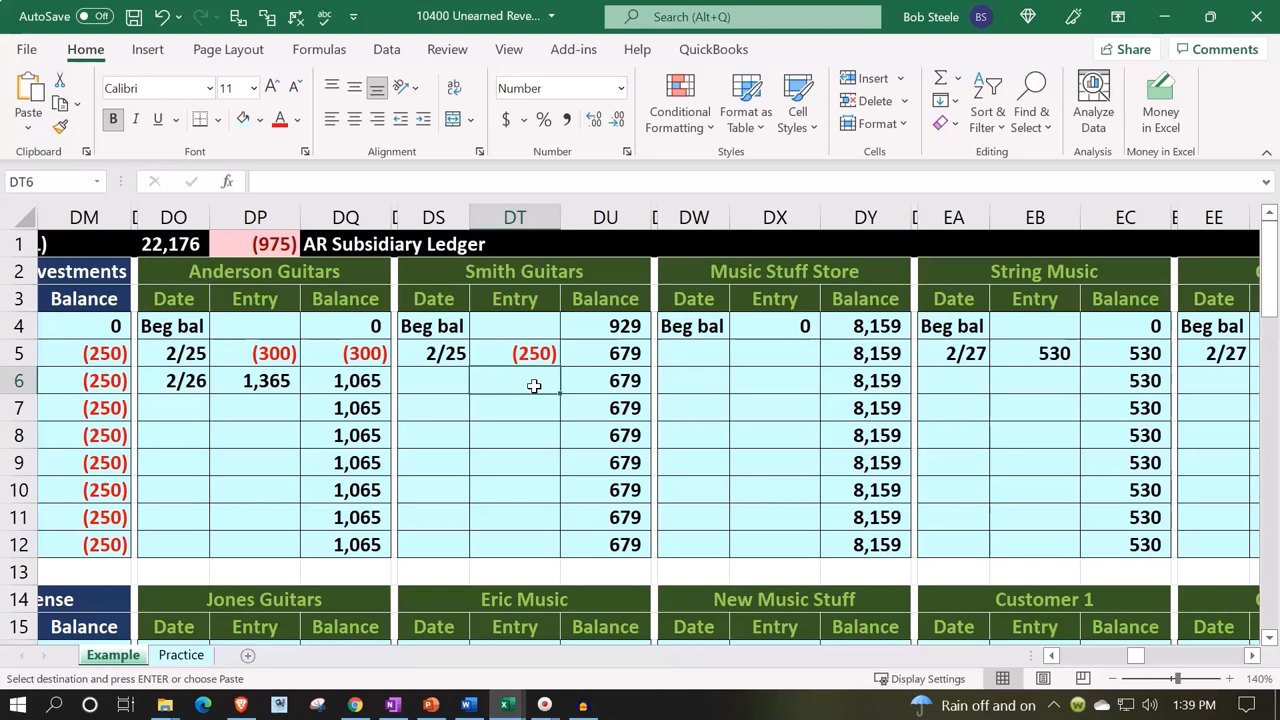 AutoSave Off 10400 Unearned Reve... Search (Alt+Q) Bob Steele BS
File Home Insert Page Layout Formulas Data Review View Add-ins Help QuickBooks Share Comments
Paste Calibri 11 Number Conditional Formatting Format as Table Cell Styles Insert Delete Format Sort & Filter Find & Select Analyze Data Money in Excel
Clipboard Font Alignment Number Styles Cells Editing Analysis Money in Excel
DT6 fx
DM D DO DP DQ D DS DT DU D DW DX DY D EA EB EC E EE
1 L) 22,176 (975) AR Subsidiary Ledger
2 vestments Anderson Guitars Smith Guitars Music Stuff Store String Music
3 Balance Date Entry Balance Date Entry Balance Date Entry Balance Date Entry Balance Date
4 0 Beg bal 0 Beg bal 929 Beg bal 0 8,159 Beg bal 0 Beg bal
5 (250) 2/25 (300) (300) 2/25 (250) 679 8,159 2/27 530 530 2/27
6 (250) 2/26 1,365 1,065 679 8,159 530
7 (250) 1,065 679 8,159 530
8 (250) 1,065 679 8,159 530
9 (250) 1,065 679 8,159 530
10 (250) 1,065 679 8,159 530
11 (250) 1,065 679 8,159 530
12 (250) 1,065 679 8,159 530
13
14 ense Jones Guitars Eric Music New Music Stuff Customer 1
15 Balance Date Entry Balance Date Entry Balance Date Entry Balance Date Entry Balance Date
Example Practice
Select destination and press ENTER or choose Paste Display Settings 140%
Rain off and on 1:39 PM